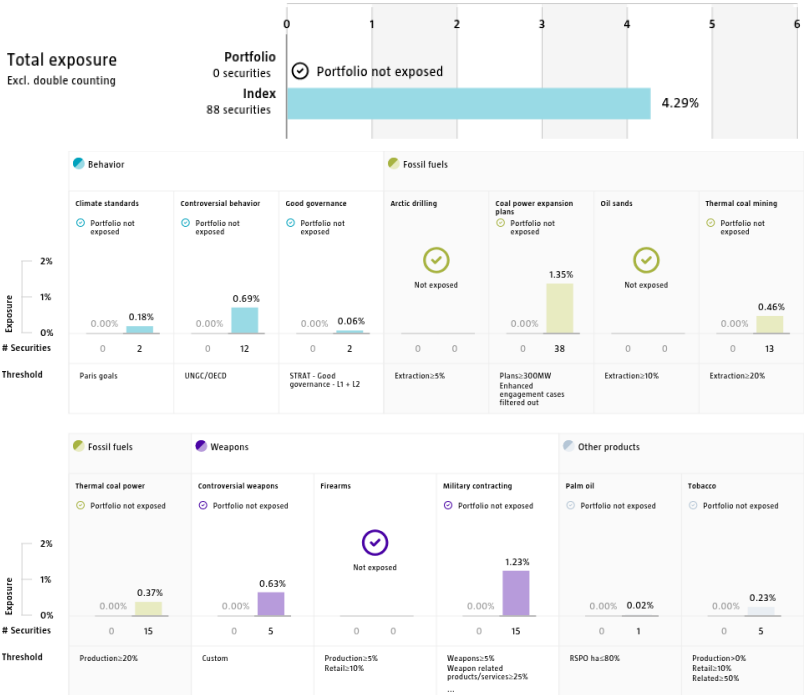 0 1 2 3 4 5 6
Total exposure
Excl. double counting
Portfolio
0 securities
Portfolio not exposed
Index
88 securities
4.29%
Behavior
Fossil fuels
Climate standards
Controversial behavior
Good governance
Arctic drilling
Coal power expansion
plans
Oil sands
Thermal coal mining
Portfolio not
exposed
Portfolio not
exposed
Portfolio not
exposed
Not exposed
Portfolio not
exposed
Not exposed
Portfolio not
exposed
Exposure
2%
1%
0%
0.00% 0.18%
0.00% 0.69%
0.00% 0.06%
0.00% 1.35%
0.00% 0.46%
# Securities
0 2
0 12
0 2
0 0
0 38
0 0
0 13
Threshold
Paris goals
UNGC/OECD
STRAT - Good
governance - L1 + L2
Extraction≥5%
Plans≥300MW
Enhanced
engagement cases
filtered out
Extraction≥10%
Extraction≥20%
Fossil fuels
Weapons
Other products
Thermal coal power
Controversial weapons
Firearms
Military contracting
Palm oil
Tobacco
Portfolio not exposed
Portfolio not exposed
Not exposed
Portfolio not exposed
Portfolio not exposed
Portfolio not exposed
Exposure
2%
1%
0%
0.00% 0.37%
0.00% 0.63%
0.00% 1.23%
0.00% 0.02%
0.00% 0.23%
# Securities
0 15
0 5
0 0
0 15
0 1
0 5
Threshold
Production≥20%
Custom
Production≥5%
Retail≥10%
Weapons≥5%
Weapon related
products/services≥25%
...
RSPO ha≤80%
Production>0%
Retail≥10%
Related≥50%